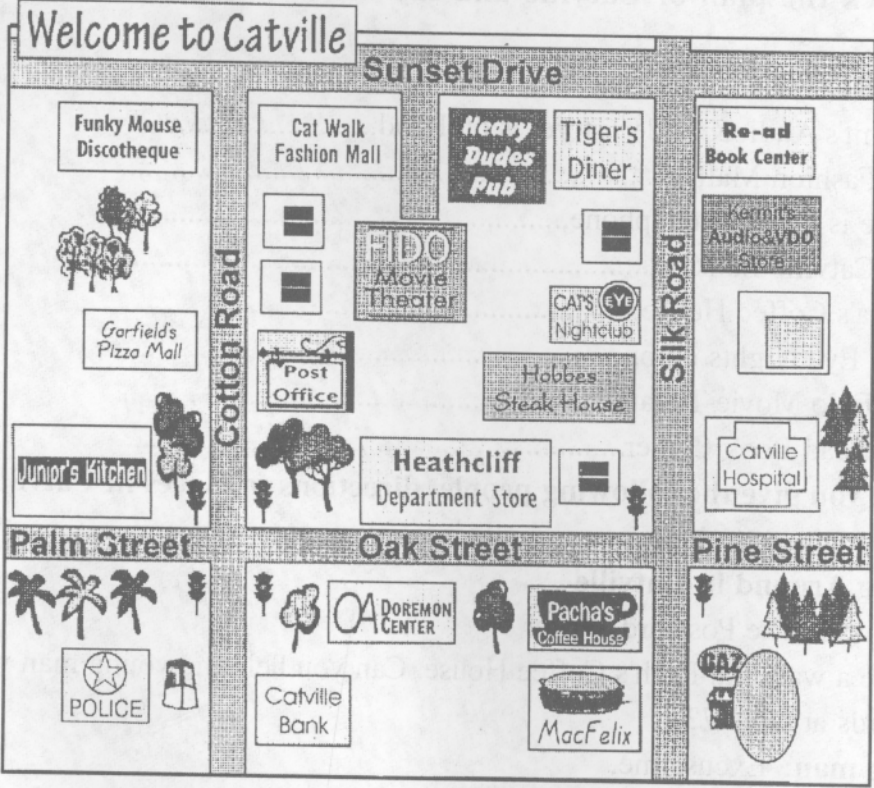 Welcome to Catville
Sunset Drive
Funky Mouse
Discotheque
Cat Walk
Fashion Mall
Heavy
Dudes
Pub
Tiger's
Diner
Re-ad
Book Center
Kermit's
Audio&VDO
Store
FIDO
Movie
Theater
CAT'S EYE
Nightclub
Garfield's
Pizza Mall
Cotton Road
Silk Road
Post
Office
Hobbes
Steak House
Junior's Kitchen
Heathcliff
Department Store
Catville
Hospital
Palm Street
Oak Street
Pine Street
DOREMON
CENTER
Pacha's
Coffee House
POLICE
Catville
Bank
MacFelix
GAZ